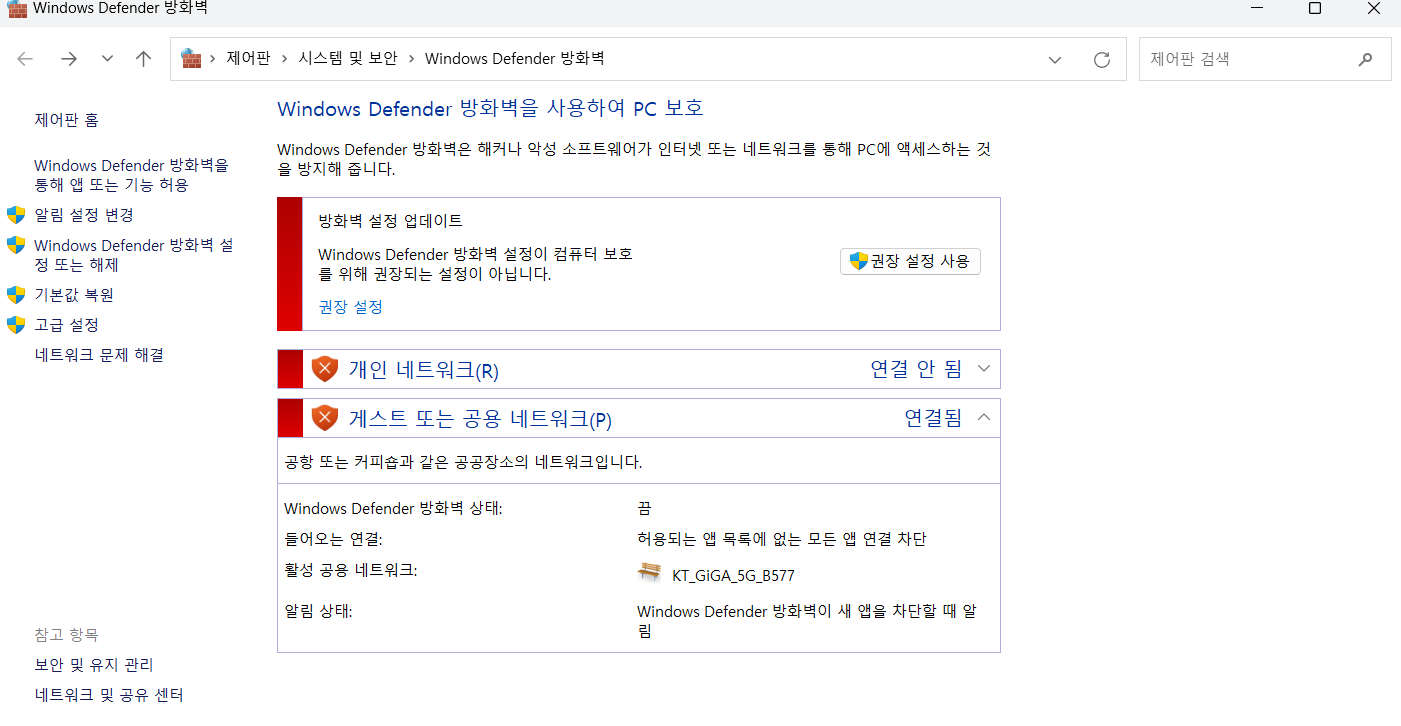 Windows Defender 방화벽
제어판 › 시스템 및 보안 › Windows Defender 방화벽
제어판 검색
제어판 홈
Windows Defender 방화벽을
통해 앱 또는 기능 허용
알림 설정 변경
Windows Defender 방화벽 설
정 또는 해제
기본값 복원
고급 설정
네트워크 문제 해결
참고 항목
보안 및 유지 관리
네트워크 및 공유 센터
Windows Defender 방화벽을 사용하여 PC 보호
Windows Defender 방화벽은 해커나 악성 소프트웨어가 인터넷 또는 네트워크를 통해 PC에 액세스하는 것
을 방지해 줍니다.
방화벽 설정 업데이트
Windows Defender 방화벽 설정이 컴퓨터 보호
를 위해 권장되는 설정이 아닙니다.
권장 설정 사용
권장 설정
개인 네트워크(R) 연결 안 됨
게스트 또는 공용 네트워크(P) 연결됨
공항 또는 커피숍과 같은 공공장소의 네트워크입니다.
Windows Defender 방화벽 상태: 끔
들어오는 연결: 허용되는 앱 목록에 없는 모든 앱 연결 차단
활성 공용 네트워크: KT_GiGA_5G_B577
알림 상태: Windows Defender 방화벽이 새 앱을 차단할 때 알
림